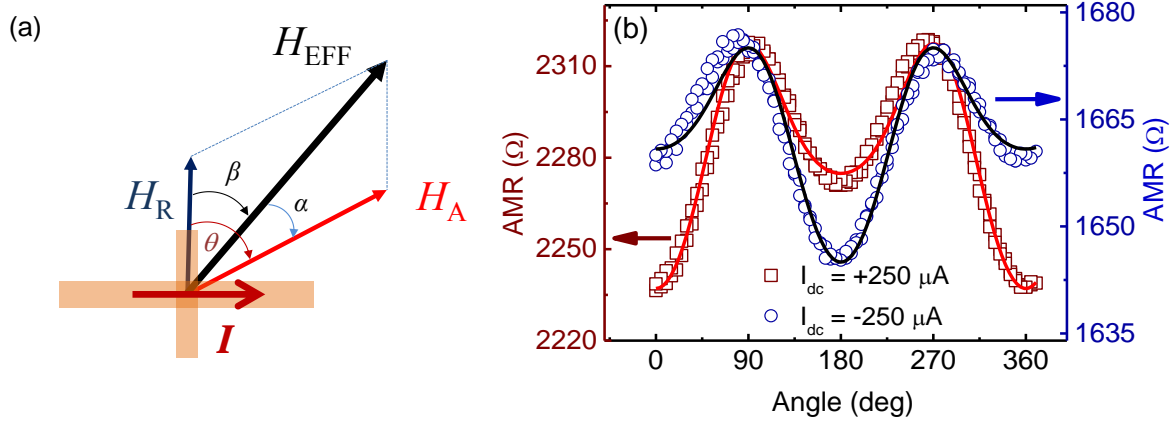 (a)
H_EFF
β
H_R
α
H_A
θ
I
(b)
AMR (Ω)
2310
2280
2250
2220
1680
1665
1650
1635
AMR (Ω)
I_dc = +250 μA
I_dc = -250 μA
0 90 180 270 360
Angle (deg)